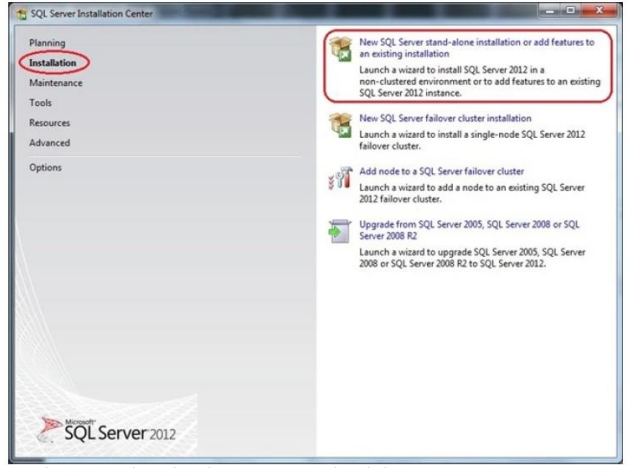 SQL Server Installation Center
Planning
Installation
Maintenance
Tools
Resources
Advanced
Options
New SQL Server stand-alone installation or add features to
an existing installation
Launch a wizard to install SQL Server 2012 in a
non-clustered environment or to add features to an existing
SQL Server 2012 instance.
New SQL Server failover cluster installation
Launch a wizard to install a single-node SQL Server 2012
failover cluster.
Add node to a SQL Server failover cluster
Launch a wizard to add a node to an existing SQL Server
2012 failover cluster.
Upgrade from SQL Server 2005, SQL Server 2008 or SQL
Server 2008 R2
Launch a wizard to upgrade SQL Server 2005, SQL Server
2008 or SQL Server 2008 R2 to SQL Server 2012.
Microsoft
SQL Server 2012